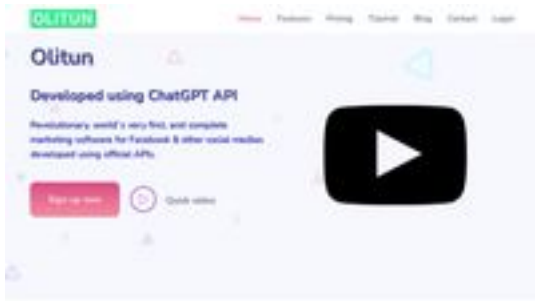 OLITUN
Home Features Pricing Tutorial Blog Contact Login
Olitun
Developed using ChatGPT API
Revolutionary, world's very first, and complete
marketing software for Facebook & other social medias
developed using official APIs.
Sign up now Quick video